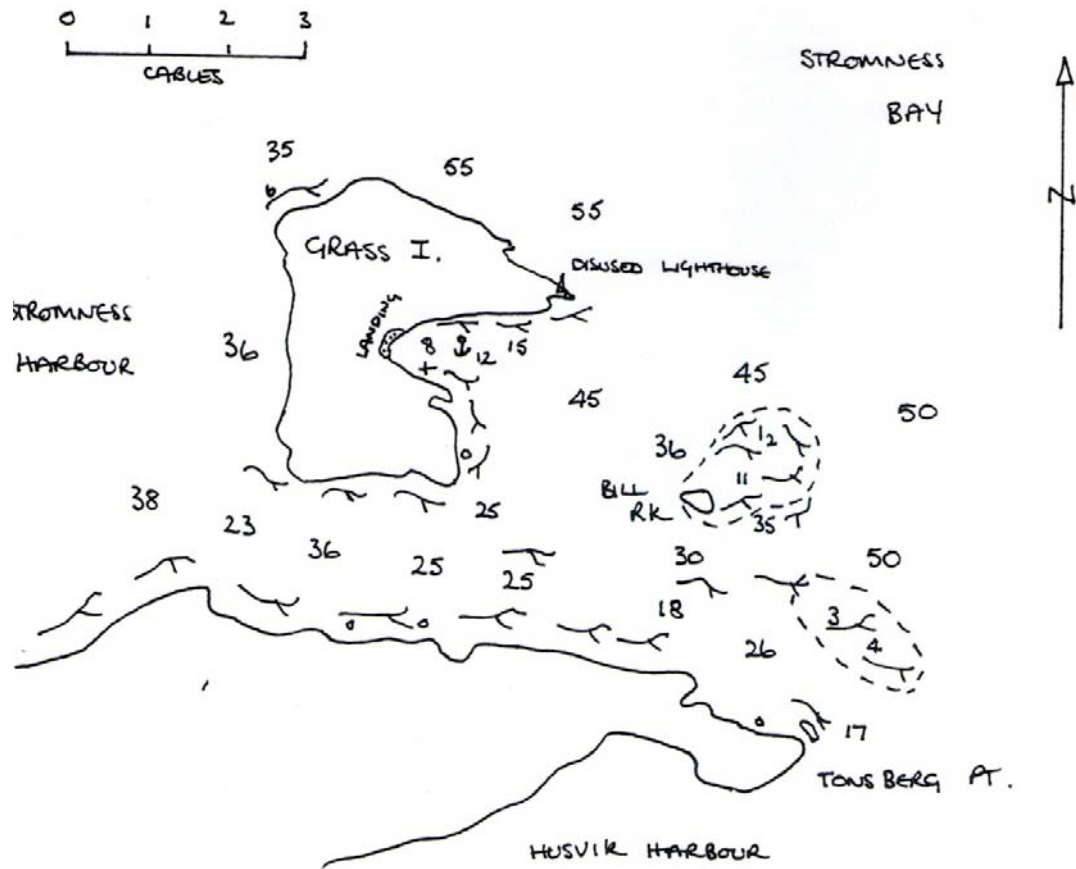 0 1 2 3
CABLES
STROMNESS
BAY
N
35
55
55
GRASS I.
DISUSED LIGHTHOUSE
STROMNESS
HARBOUR
LANDING
36
8
12
15
45
45
50
36
12
11
BILL
RK
35
38
23
25
36
25
25
30
50
18
3
4
26
17
TONSBERG PT.
HUSVIK HARBOUR